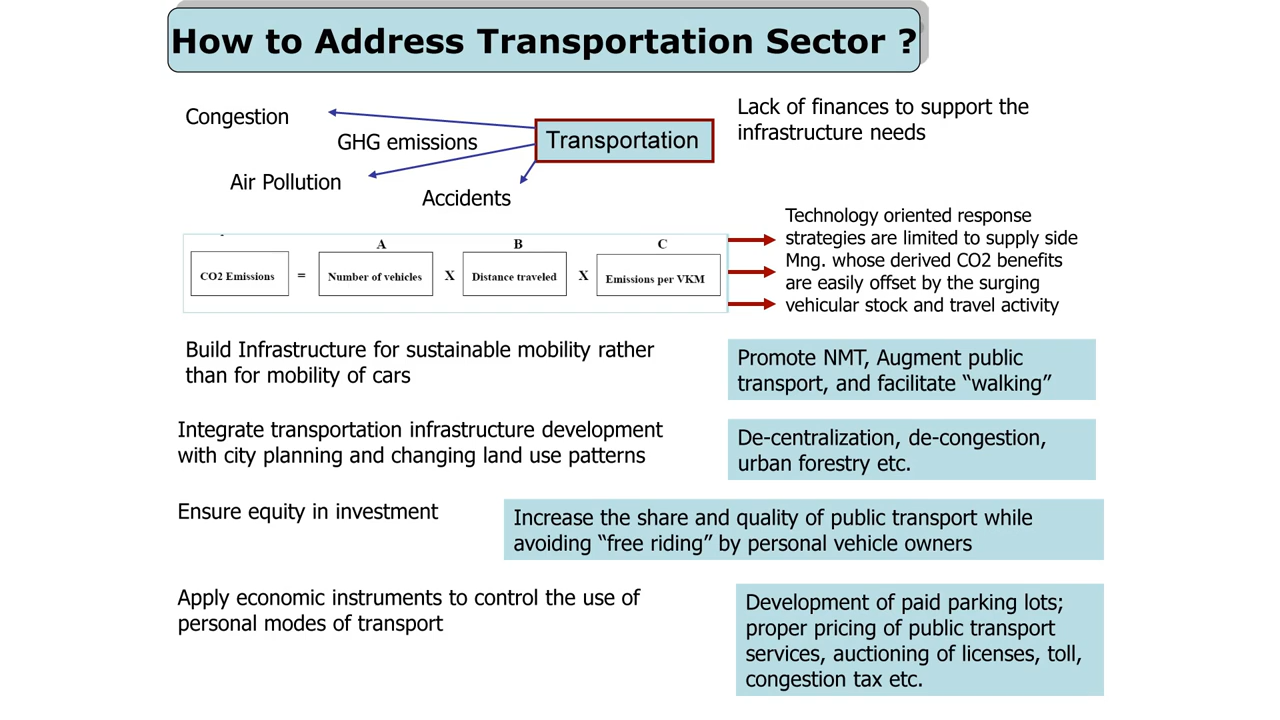 How to Address Transportation Sector ?
Congestion
GHG emissions
Air Pollution
Accidents
Transportation
Lack of finances to support the
infrastructure needs
A
B
C
CO2 Emissions
=
Number of vehicles
X
Distance traveled
X
Emissions per VKM
Technology oriented response
strategies are limited to supply side
Mng. whose derived CO2 benefits
are easily offset by the surging
vehicular stock and travel activity
Build Infrastructure for sustainable mobility rather
than for mobility of cars
Promote NMT, Augment public
transport, and facilitate “walking”
Integrate transportation infrastructure development
with city planning and changing land use patterns
De-centralization, de-congestion,
urban forestry etc.
Ensure equity in investment
Increase the share and quality of public transport while
avoiding “free riding” by personal vehicle owners
Apply economic instruments to control the use of
personal modes of transport
Development of paid parking lots;
proper pricing of public transport
services, auctioning of licenses, toll,
congestion tax etc.